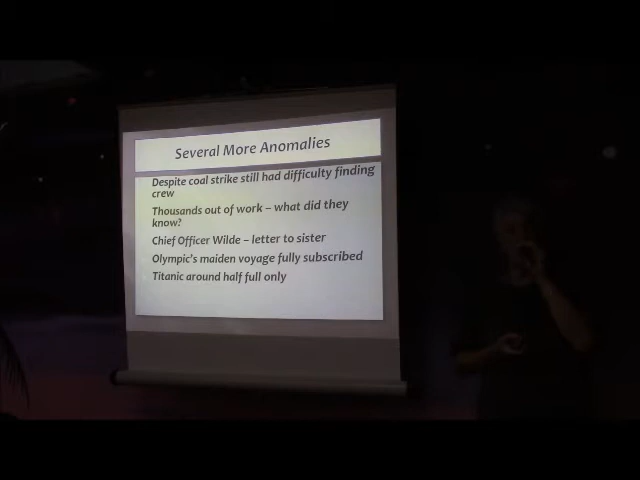 Several More Anomalies
Despite coal strike still had difficulty finding
crew
Thousands out of work – what did they
know?
Chief Officer Wilde – letter to sister
Olympic's maiden voyage fully subscribed
Titanic around half full only